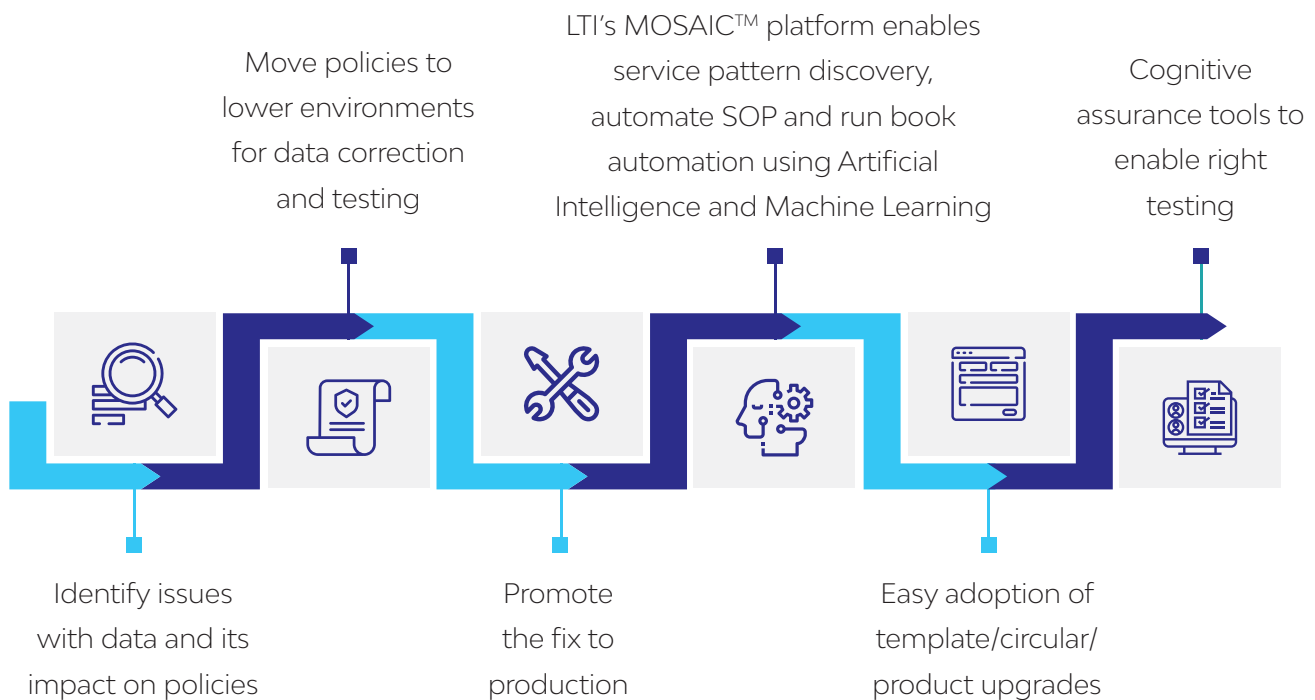 Move policies to
lower environments
for data correction
and testing
LTI's MOSAIC™ platform enables
service pattern discovery,
automate SOP and run book
automation using Artificial
Intelligence and Machine Learning
Cognitive
assurance tools to
enable right
testing
Identify issues
with data and its
impact on policies
Promote
the fix to
production
Easy adoption of
template/circular/
product upgrades